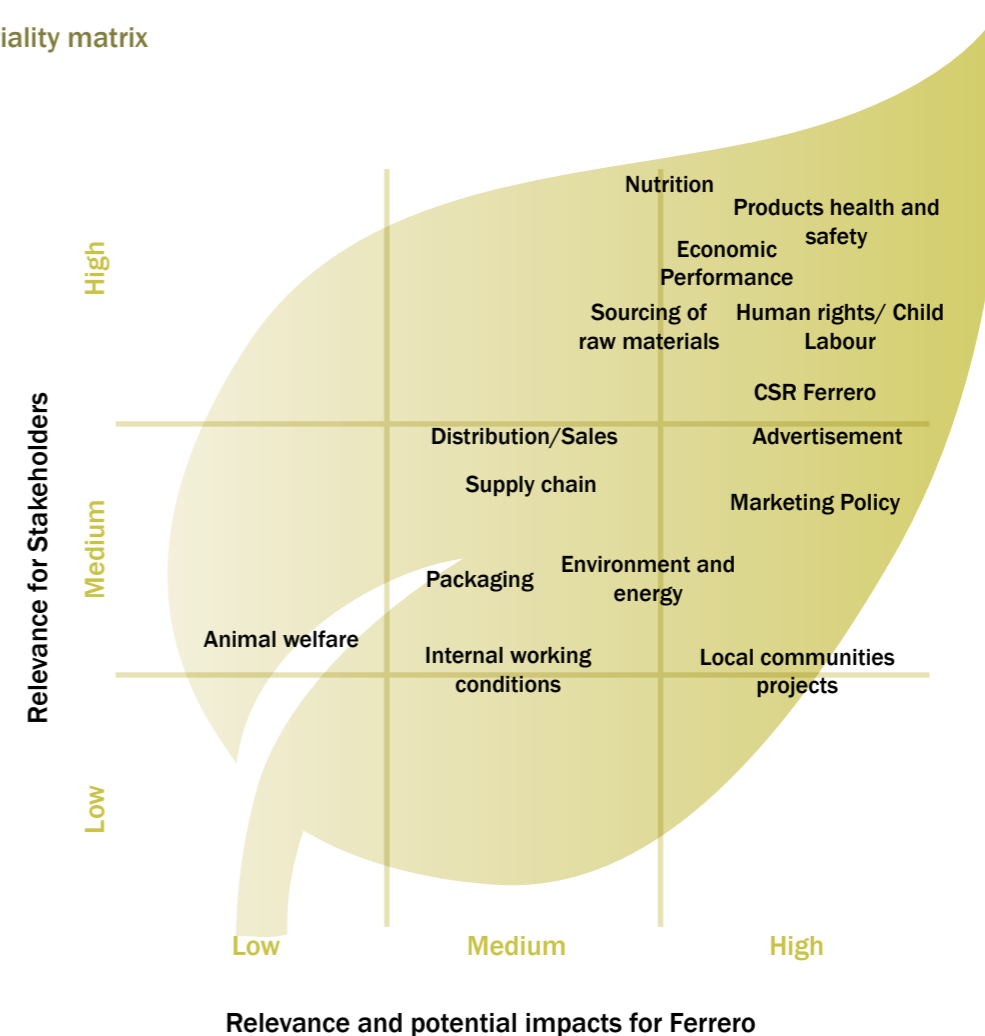 iality matrix
Nutrition
Products health and
safety
Economic
Performance
Sourcing of
raw materials
Human rights/ Child
Labour
CSR Ferrero
Distribution/Sales
Advertisement
Supply chain
Marketing Policy
Environment and
energy
Packaging
Animal welfare
Internal working
conditions
Local communities
projects
High
Medium
Low
Relevance for Stakeholders
Low
Medium
High
Relevance and potential impacts for Ferrero